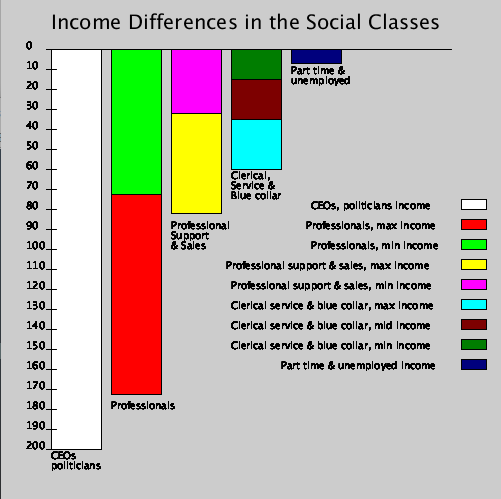 Income Differences in the Social Classes
0
10
20
30
40
50
60
70
80
90
100
110
120
130
140
150
160
170
180
190
200
Part time &
unemployed
Clerical,
Service &
Blue collar
Professional
Support
& Sales
Professionals
CEOs
politicians
CEOs, politicians income
Professionals, max income
Professionals, min income
Professional support & sales, max income
Professional support & sales, min income
Clerical service & blue collar, max income
Clerical service & blue collar, mid income
Clerical service & blue collar, min income
Part time & unemployed income